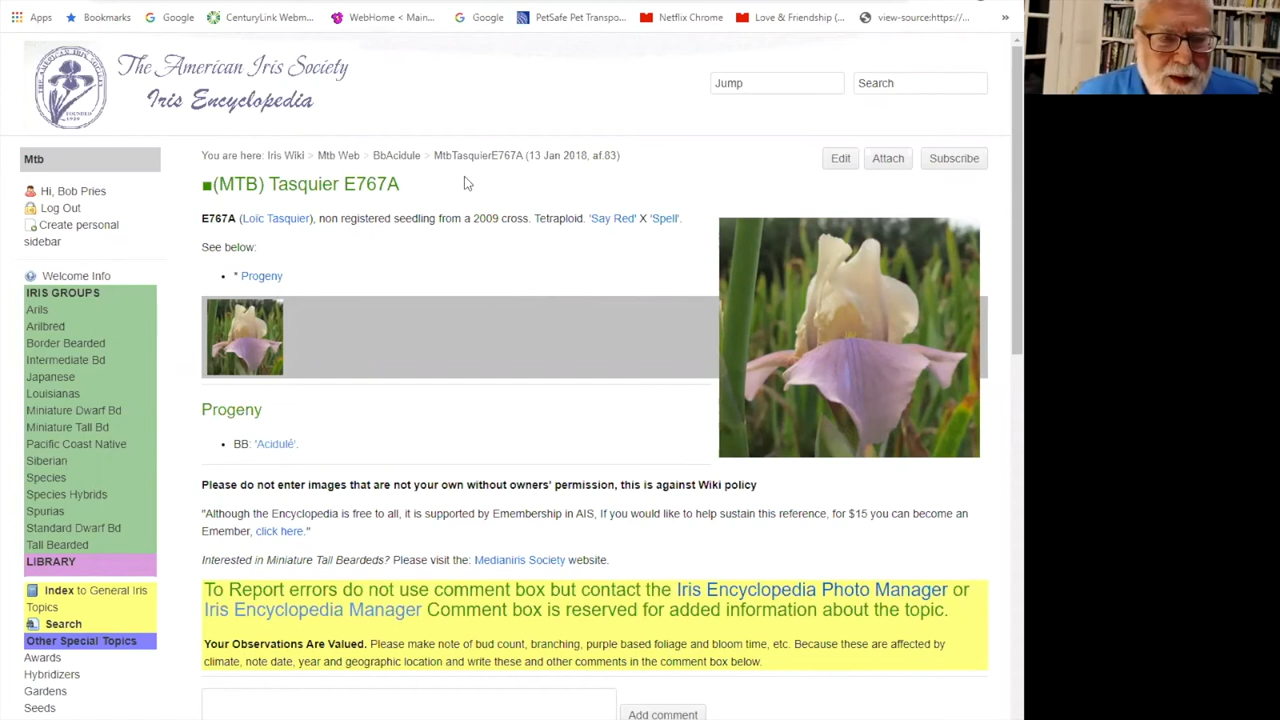 Apps Bookmarks Google CenturyLink Webm... WebHome < Main... Google PetSafe Pet Transpo... Netflix Chrome Love & Friendship (... view-source:https://... »
The American Iris Society
Iris Encyclopedia
Jump Search
Mtb
You are here: Iris Wiki > Mtb Web > BbAcidule > MtbTasquierE767A (13 Jan 2018, af.83)
Edit Attach Subscribe
■(MTB) Tasquier E767A
Hi, Bob Pries
Log Out
Create personal
sidebar
E767A (Loïc Tasquier), non registered seedling from a 2009 cross. Tetraploid. 'Say Red' X 'Spell'.
See below:
• * Progeny
Welcome Info
IRIS GROUPS
Arils
Arilbred
Border Bearded
Intermediate Bd
Japanese
Louisianas
Miniature Dwarf Bd
Miniature Tall Bd
Pacific Coast Native
Siberian
Species
Species Hybrids
Spurias
Standard Dwarf Bd
Tall Bearded
LIBRARY
Index to General Iris
Topics
Search
Other Special Topics
Awards
Hybridizers
Gardens
Seeds
Progeny
• BB: 'Acidulé'.
Please do not enter images that are not your own without owners' permission, this is against Wiki policy
"Although the Encyclopedia is free to all, it is supported by Emembership in AIS, If you would like to help sustain this reference, for $15 you can become an
Emember, click here."
Interested in Miniature Tall Beardeds? Please visit the: Medianiris Society website.
To Report errors do not use comment box but contact the Iris Encyclopedia Photo Manager or
Iris Encyclopedia Manager Comment box is reserved for added information about the topic.
Your Observations Are Valued. Please make note of bud count, branching, purple based foliage and bloom time, etc. Because these are affected by
climate, note date, year and geographic location and write these and other comments in the comment box below.
Add comment